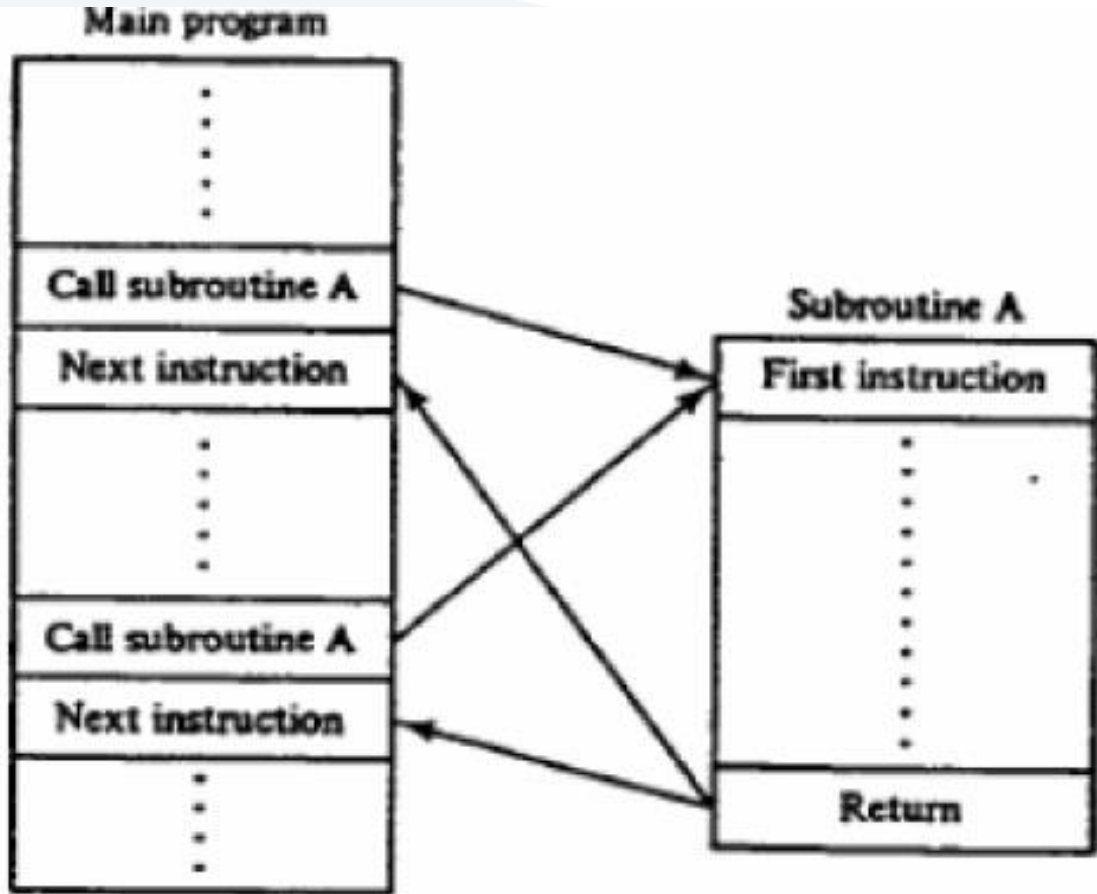 Main program
Call subroutine A
Next instruction
Call subroutine A
Next instruction
Subroutine A
First instruction
Return